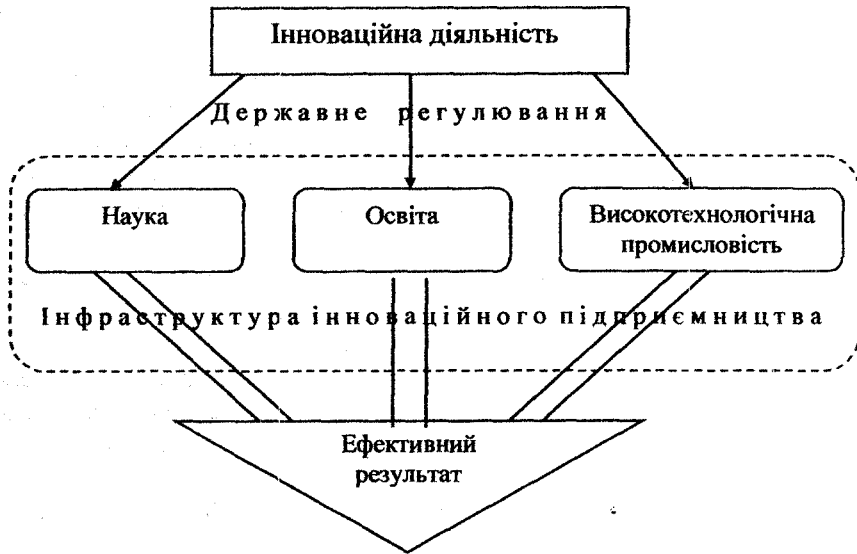 Інноваційна діяльність
Державне регулювання
Наука
Освіта
Високотехнологічна
промисловість
Інфраструктура інноваційного підприємництва
Ефективний
результат